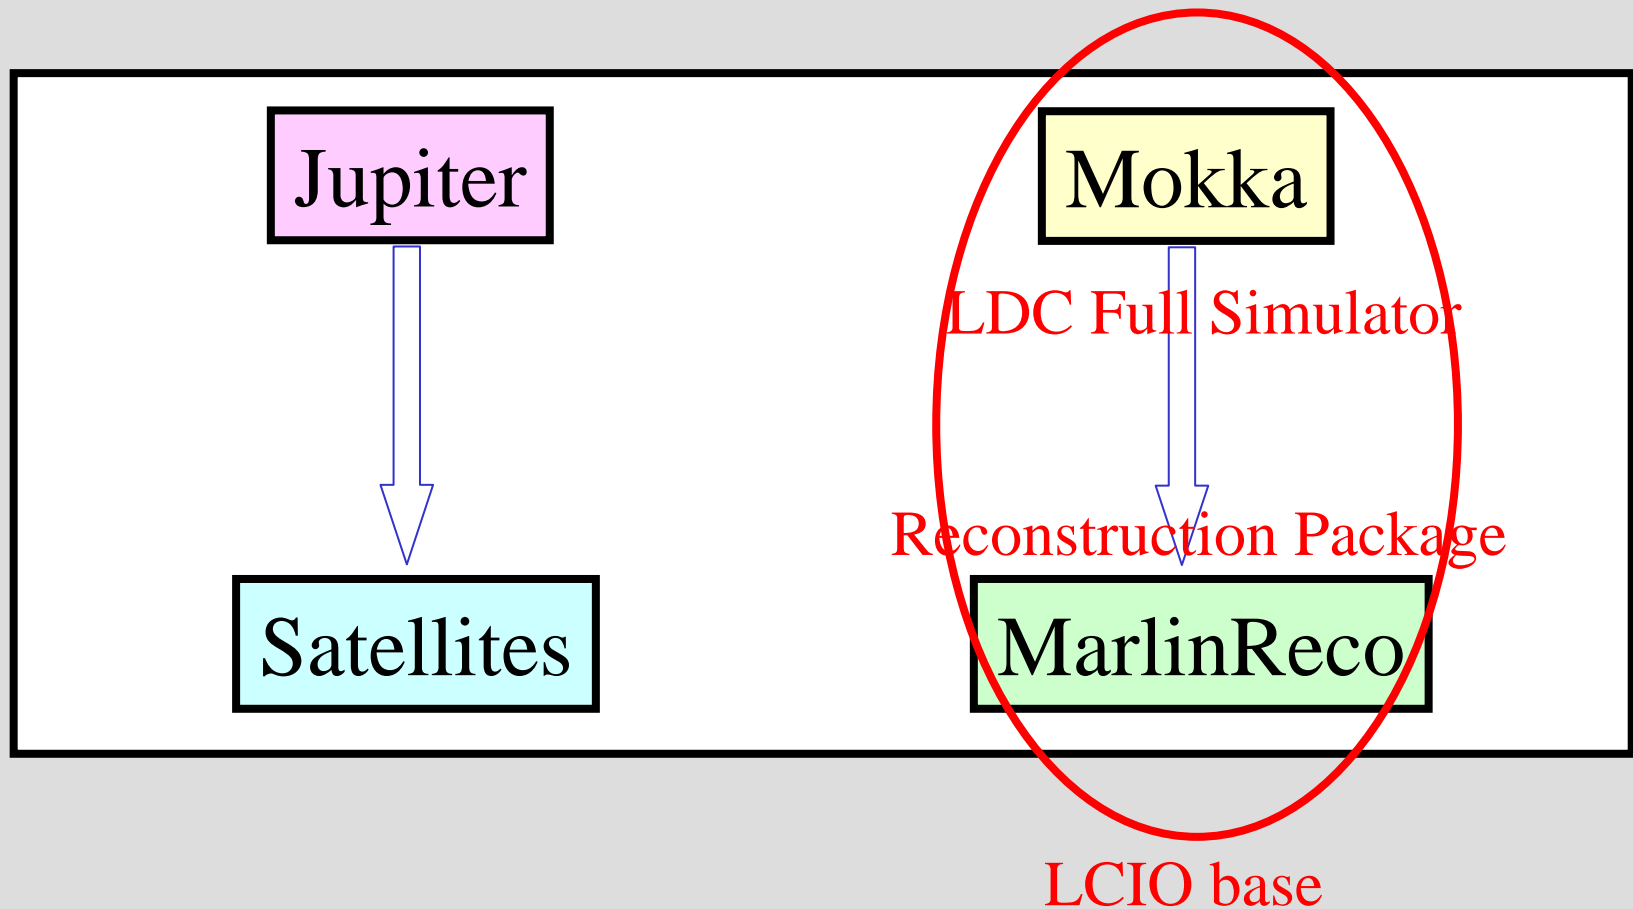 Jupiter
Mokka
LDC Full Simulator
Reconstruction Package
Satellites
MarlinReco
LCIO base